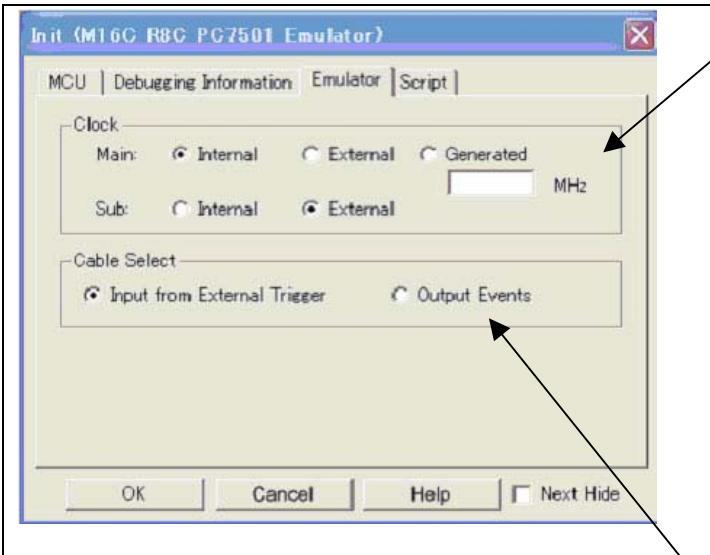 Init (M16C R8C PC7501 Emulator)
MCU Debugging Information Emulator Script
Clock
Main: Internal External Generated
MHz
Sub: Internal External
Cable Select
Input from External Trigger Output Events
OK Cancel Help Next Hide